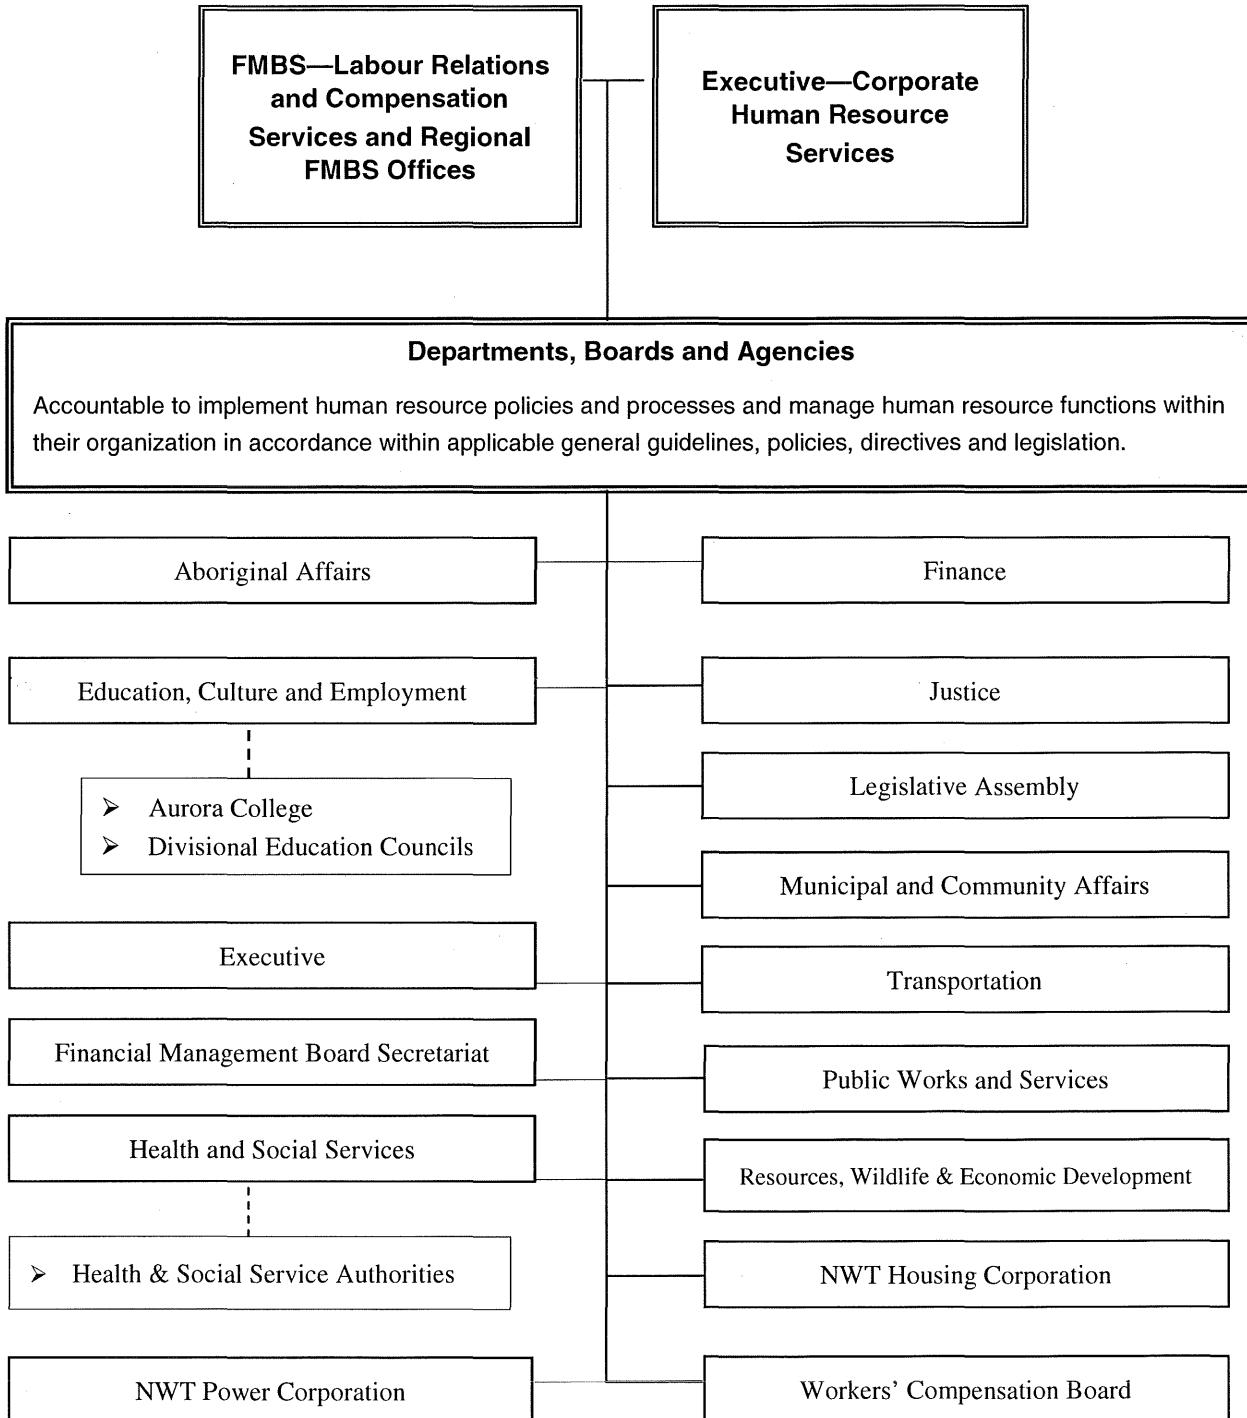 FMBS—Labour Relations
and Compensation
Services and Regional
FMBS Offices
Executive—Corporate
Human Resource
Services
Departments, Boards and Agencies
Accountable to implement human resource policies and processes and manage human resource functions within
their organization in accordance within applicable general guidelines, policies, directives and legislation.
Aboriginal Affairs
Finance
Education, Culture and Employment
Justice
➢ Aurora College
➢ Divisional Education Councils
Legislative Assembly
Municipal and Community Affairs
Executive
Transportation
Financial Management Board Secretariat
Public Works and Services
Health and Social Services
Resources, Wildlife & Economic Development
➢ Health & Social Service Authorities
NWT Housing Corporation
NWT Power Corporation
Workers' Compensation Board